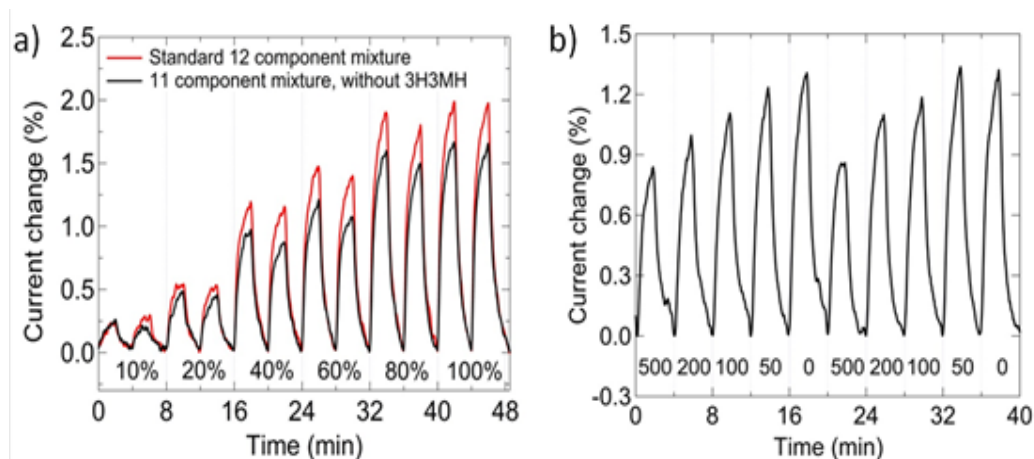 a)
Current change (%)
2.5
2.0
1.5
1.0
0.5
0.0
Standard 12 component mixture
11 component mixture, without 3H3MH
10% 20% 40% 60% 80% 100%
0 8 16 24 32 40 48
Time (min)
b)
Current change (%)
1.5
1.2
0.9
0.6
0.3
0.0
-0.3
500 200 100 50 0 500 200 100 50 0
0 8 16 24 32 40
Time (min)